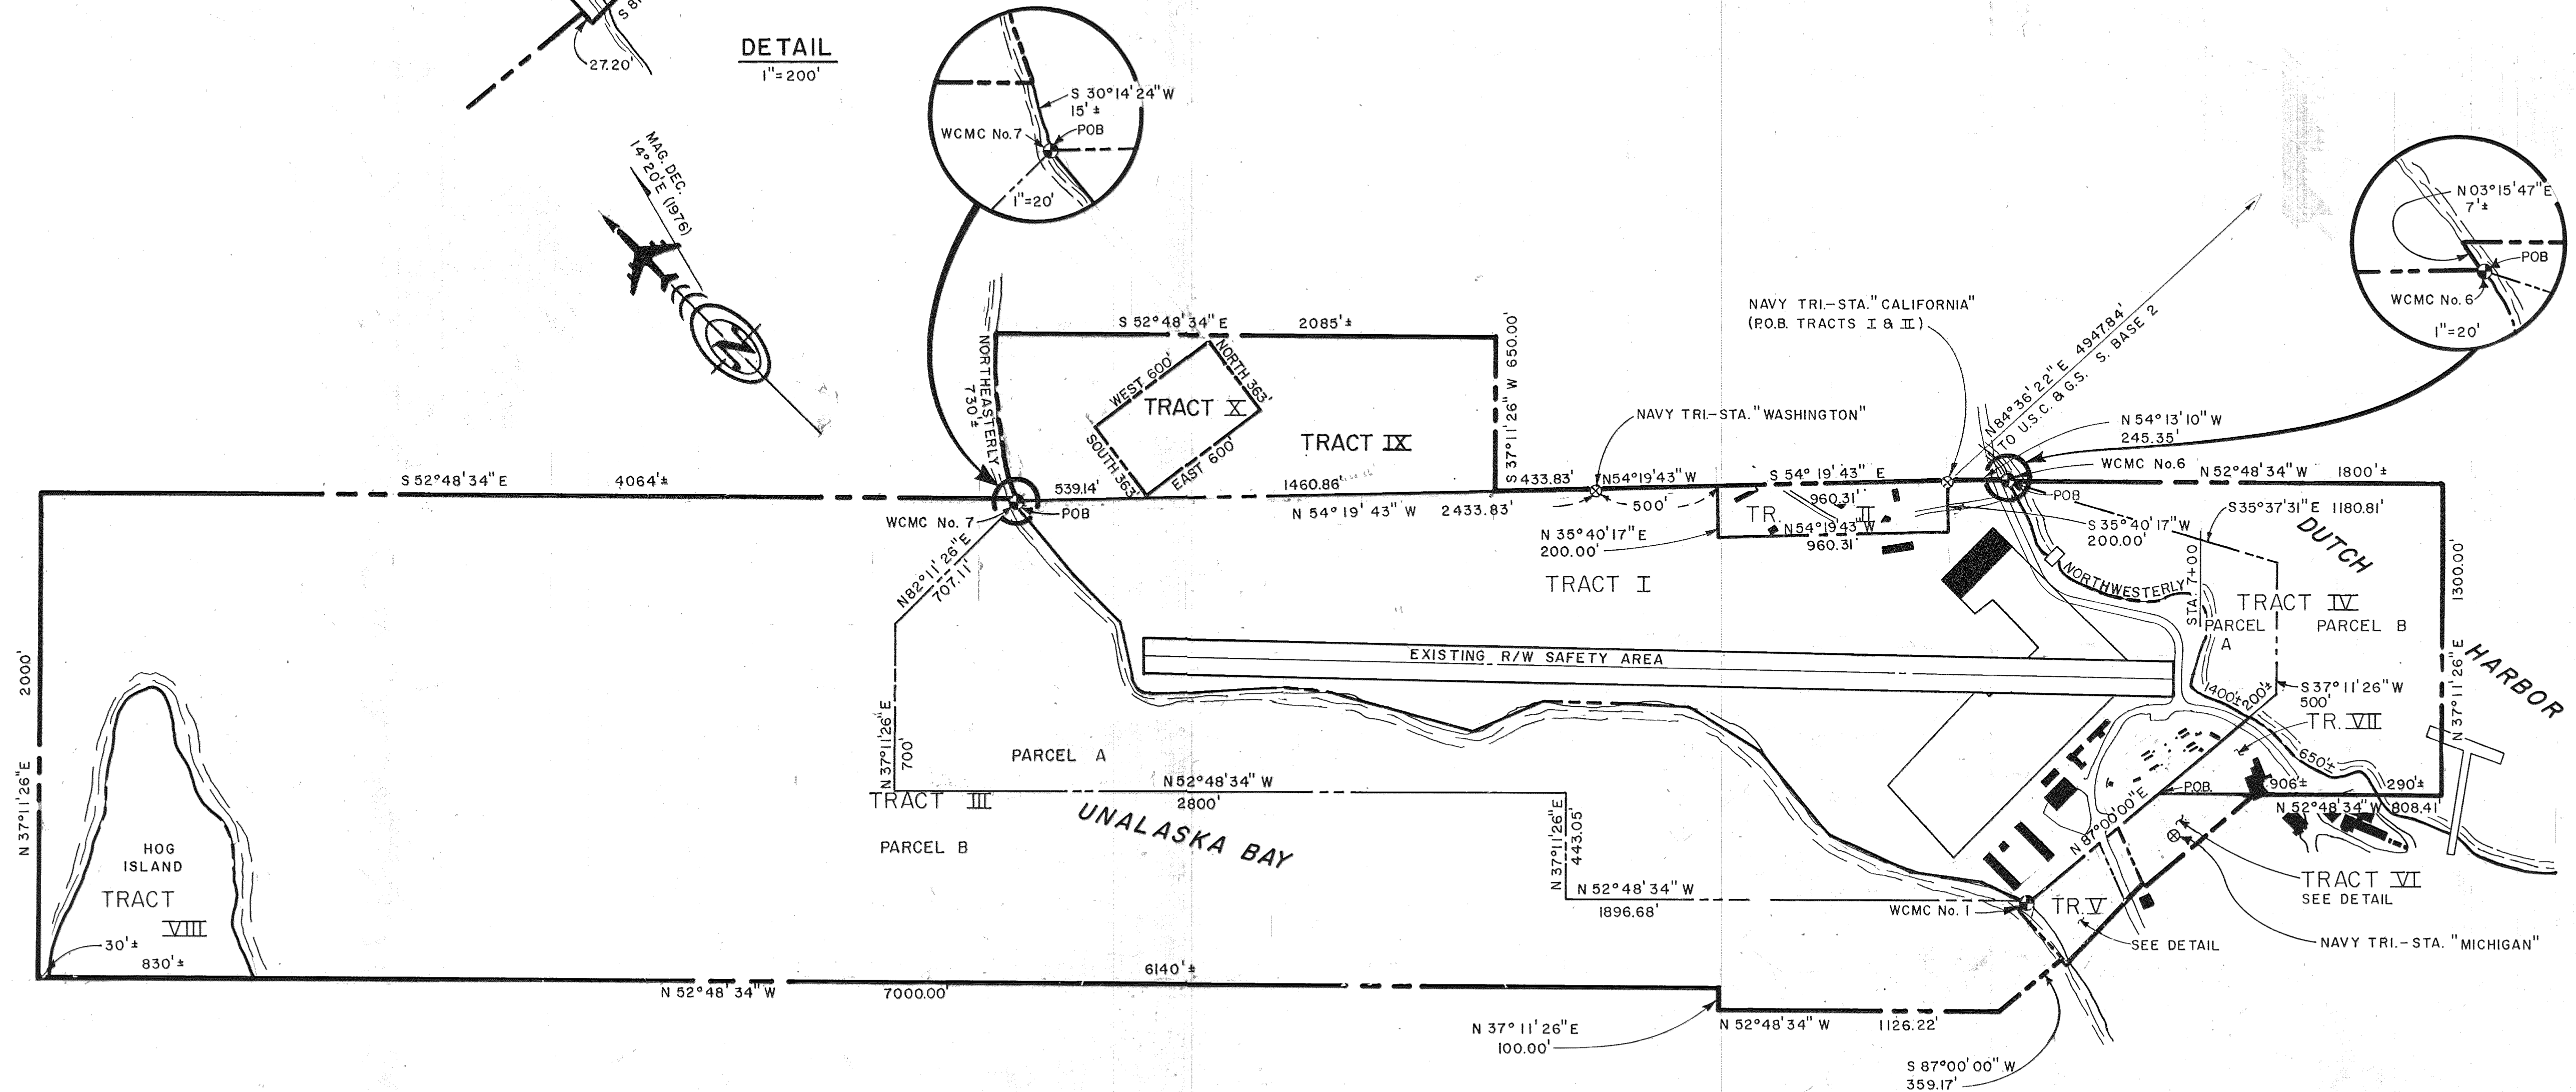 S 8
27.20'
DETAIL
1"=200'
MAG. DEC.
14°20'E (1976)
N
S 30°14'24" W
15'±
WCMC No. 7
POB
1"=20'
N 03°15'47" E
7'±
POB
WCMC No. 6
1"=20'
NAVY TRI.-STA. "CALIFORNIA"
(P.O.B. TRACTS I & II)
N 84°36'22" E 4947.84'
TO U.S.C. & G.S. S. BASE 2
S 52°48'34" E 2085'±
NORTHEASTERLY
730'±
WEST 600'
NORTH 363'
TRACT X
SOUTH 363'
EAST 600'
TRACT IX
S 37°11'26" W 650.00'
NAVY TRI.-STA. "WASHINGTON"
N 54°13'10" W
245.35'
WCMC No. 6
N 52°48'34" W 1800'±
S 52°48'34" E 4064'±
539.14'
1460.86'
433.83'
N54°19'43" W
500'
S 54°19'43" E
960.31'
WCMC No. 7
POB
N 54°19'43" W 2433.83'
TR. II
N54°19'43" W
960.31'
N 35°40'17" E
200.00'
POB
S 35°40'17" W
200.00'
S35°37'31" E 1180.81'
DUTCH
HARBOR
N 82°11'26" E
707.11'
TRACT I
NORTHWESTERLY
STA. 7+00
TRACT IV
PARCEL A
PARCEL B
1300.00'
N 37°11'26" E
EXISTING R/W SAFETY AREA
2000'
N 37°11'26" E
1400'±
200'±
S 37°11'26" W
500'
TR. VII
N 37°11'26" E
700'
PARCEL A
N 52°48'34" W
2800'
TRACT III
PARCEL B
UNALASKA BAY
650'±
P.O.B.
906'±
290'±
N 52°48'34" W 808.41'
N 37°11'26" E
443.05'
N 87°00'00" E
HOG
ISLAND
TRACT
VIII
30'±
830'±
N 52°48'34" W
1896.68'
WCMC No. 1
TR. V
TRACT VI
SEE DETAIL
SEE DETAIL
NAVY TRI.-STA. "MICHIGAN"
6140'±
N 52°48'34" W 7000.00'
N 37°11'26" E
100.00'
N 52°48'34" W 1126.22'
S 87°00'00" W
359.17'